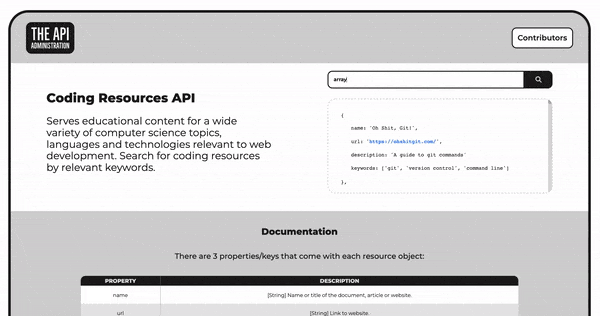 THE API
ADMINISTRATION
Contributors
array
Coding Resources API
Serves educational content for a wide
variety of computer science topics,
languages and technologies relevant to web
development. Search for coding resources
by relevant keywords.
{
name: 'Oh Shit, Git!',
url: 'https://ohshitgit.com/',
description: 'A guide to git commands'
keywords: ['git', 'version control', 'command line']
},
Documentation
There are 3 properties/keys that come with each resource object:
PROPERTY DESCRIPTION
name [String] Name or title of the document, article or website.
url [String] Link to website.